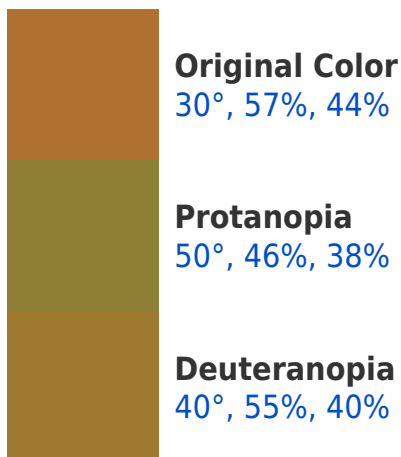 Original Color
30°, 57%, 44%
Protanopia
50°, 46%, 38%
Deuteranopia
40°, 55%, 40%